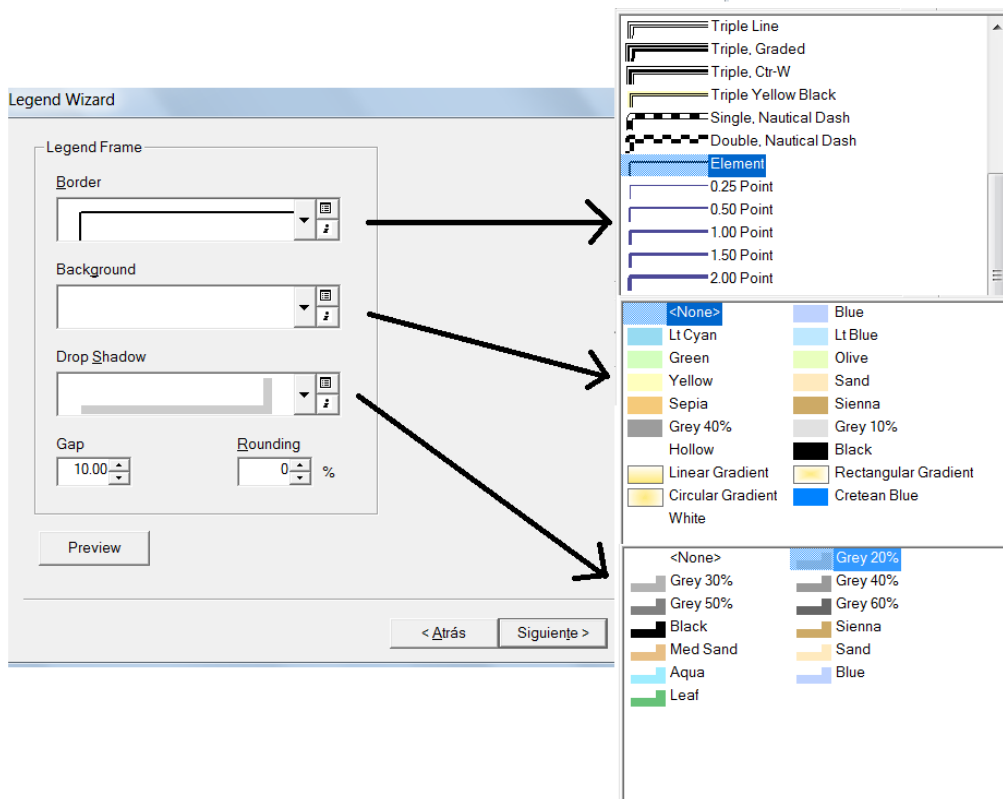 Legend Wizard
Legend Frame
Border
Background
Drop Shadow
Gap
Rounding
10.00
0 %
Preview
< Atrás
Siguiente >
Triple Line
Triple, Graded
Triple, Ctr-W
Triple Yellow Black
Single, Nautical Dash
Double, Nautical Dash
Element
0.25 Point
0.50 Point
1.00 Point
1.50 Point
2.00 Point
<None> Blue
Lt Cyan Lt Blue
Green Olive
Yellow Sand
Sepia Sienna
Grey 40% Grey 10%
Hollow Black
Linear Gradient Rectangular Gradient
Circular Gradient Cretean Blue
White
<None> Grey 20%
Grey 30% Grey 40%
Grey 50% Grey 60%
Black Sienna
Med Sand Sand
Aqua Blue
Leaf